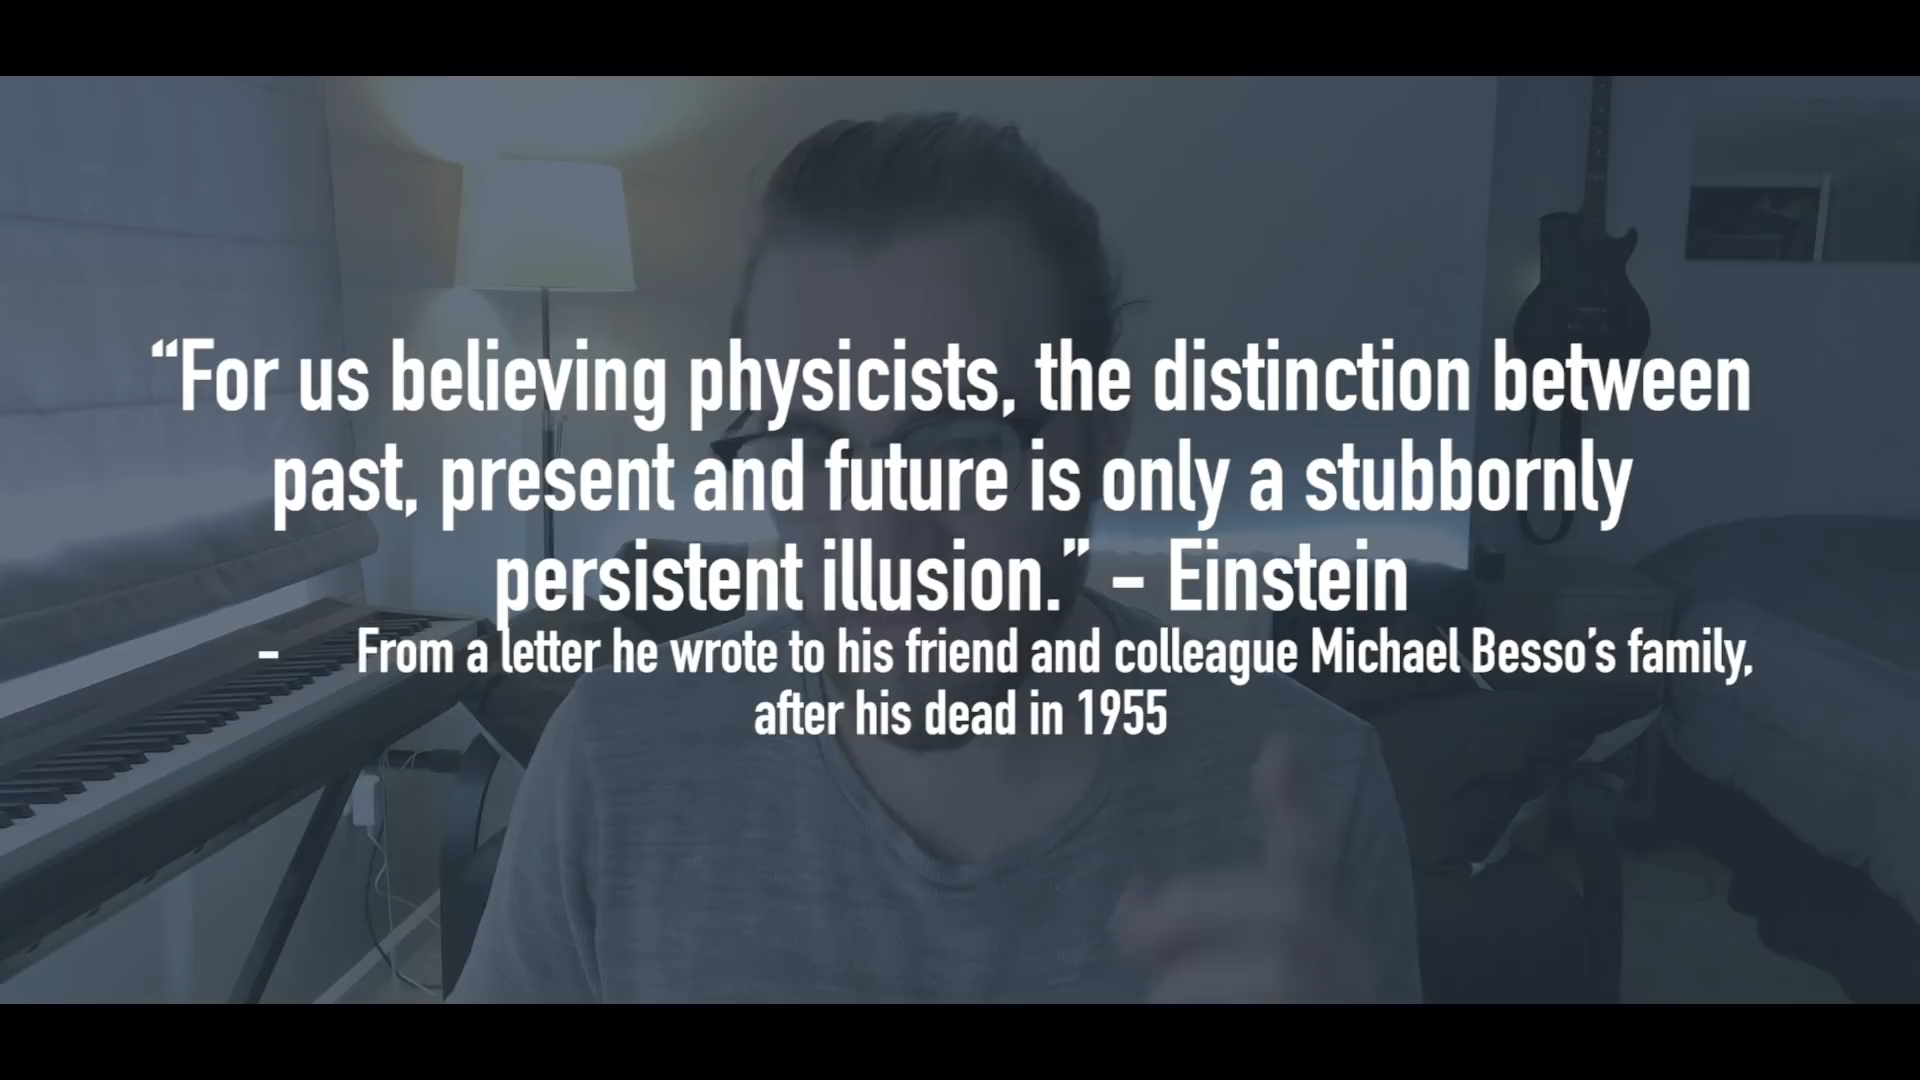 “For us believing physicists, the distinction between
past, present and future is only a stubbornly
persistent illusion.” - Einstein
- From a letter he wrote to his friend and colleague Michael Besso’s family,
after his dead in 1955